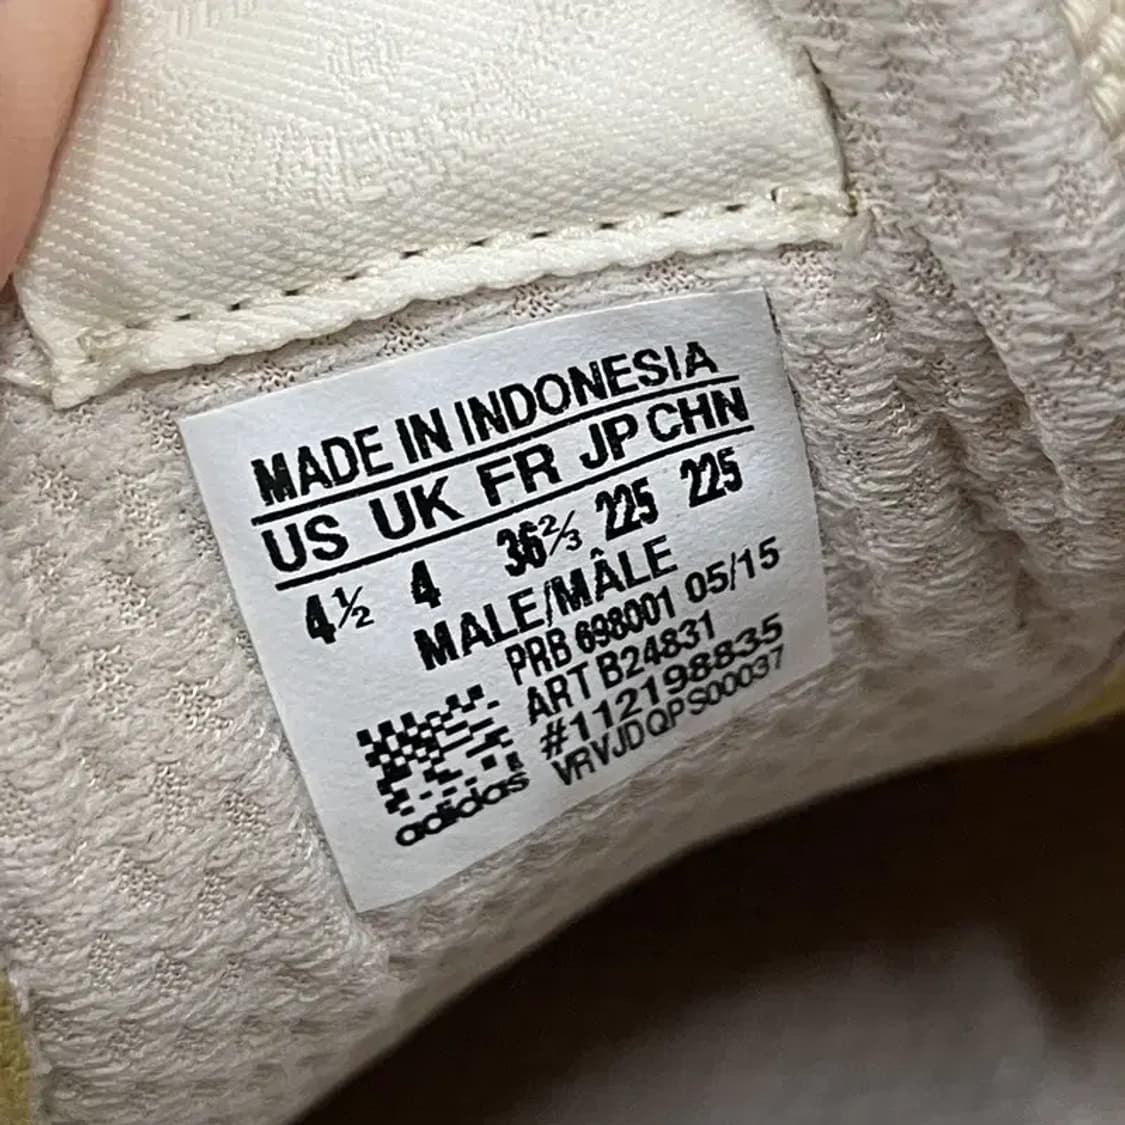 MADE IN INDONESIA
US UK FR JP CHN
4½ 4 36⅔ 225 225
MALE/MÂLE
PRB 698001 05/15
ART B24831
#112198835
VRVJDQPS00037
adidas